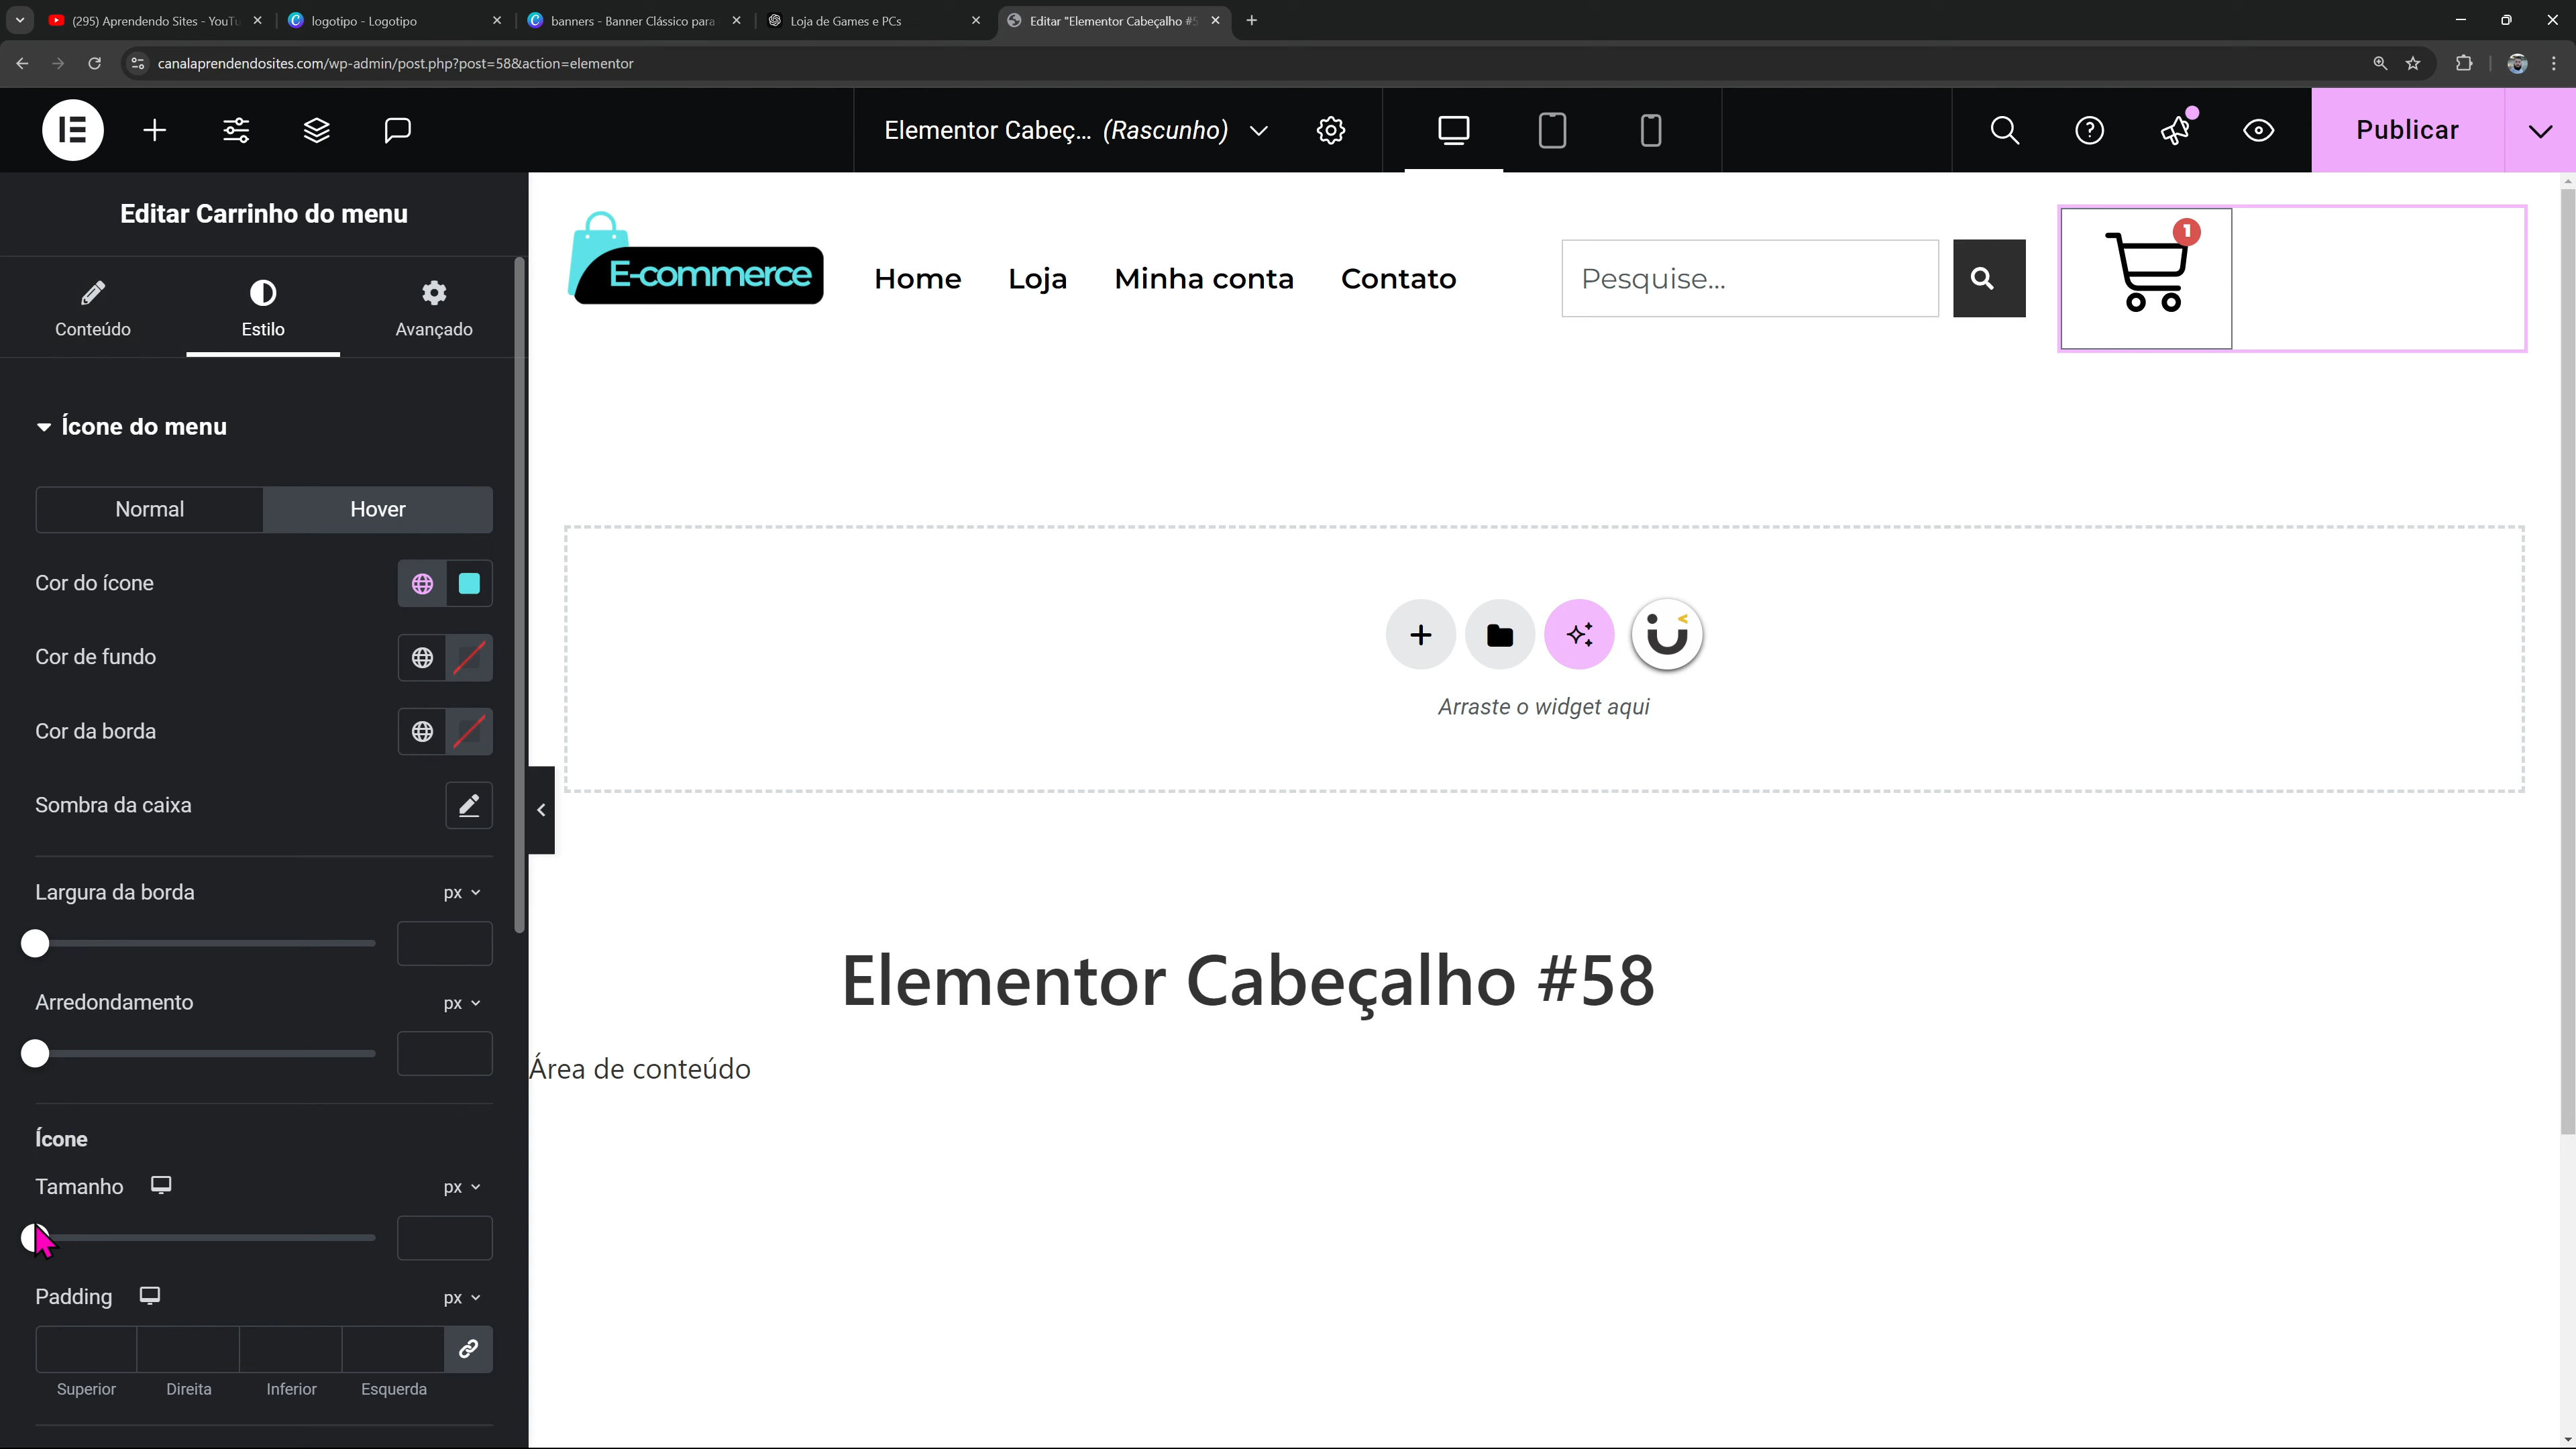 (295) Aprendendo Sites - YouTu
logotipo - Logotipo
banners - Banner Clássico para
Loja de Games e PCs
Editar "Elementor Cabeçalho #5
canalaprendendosites.com/wp-admin/post.php?post=58&action=elementor
Elementor Cabeç... (Rascunho)
Publicar
Editar Carrinho do menu
Conteúdo
Estilo
Avançado
Ícone do menu
Normal
Hover
Cor do ícone
Cor de fundo
Cor da borda
Sombra da caixa
Largura da borda
px
Arredondamento
px
Ícone
Tamanho
px
Padding
px
Superior
Direita
Inferior
Esquerda
E-commerce
Home
Loja
Minha conta
Contato
Pesquise...
1
Arraste o widget aqui
Elementor Cabeçalho #58
Área de conteúdo